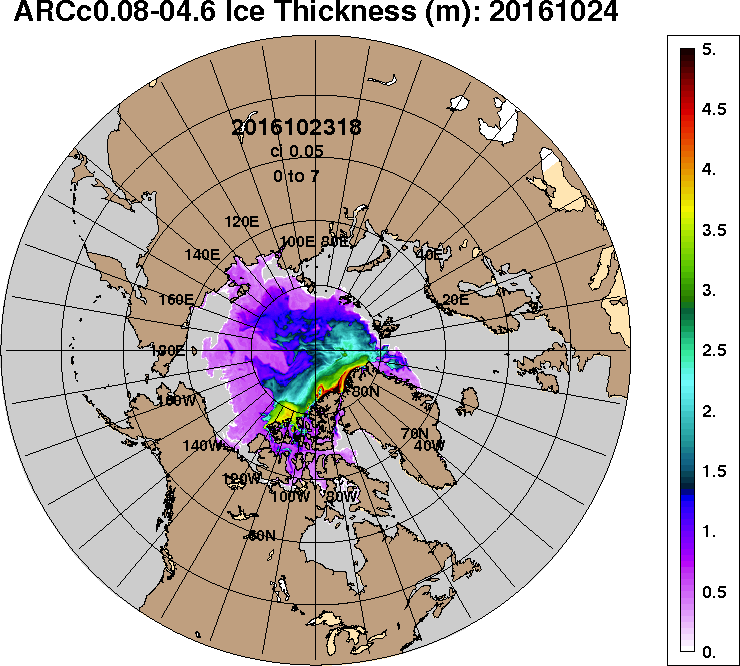 ARCc0.08-04.6 Ice Thickness (m): 20161024
5.
4.5
4.
3.5
3.
2.5
2.
1.5
1.
0.5
0.
2016102318
ci 0.05
0 to 7
120E
100E 80E
140E
40E
160E
20E
180E
160W
80N
140W
70N
40W
120W
100W 80W
60N